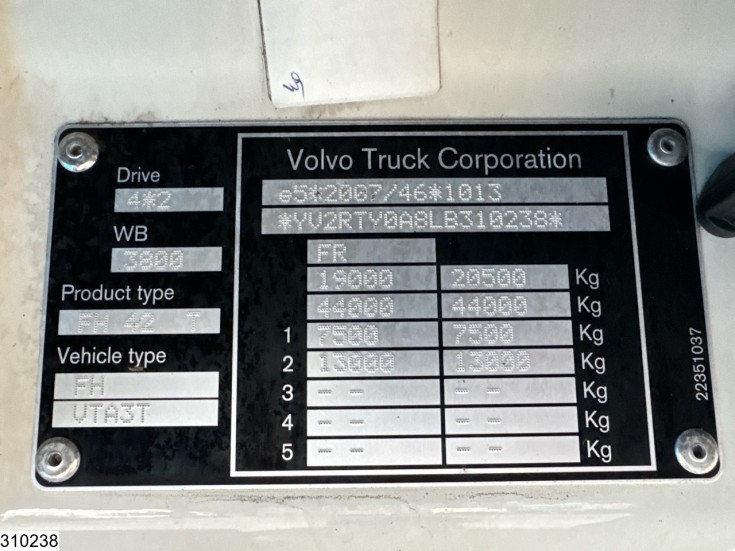 Volvo Truck Corporation
e5*2007/46*1013
*YV2RTY0A8LB310238*
FR
19000 20500 Kg
44000 44000 Kg
1 7500 7500 Kg
2 13000 13000 Kg
3 -- -- Kg
4 -- -- Kg
5 -- -- Kg
Drive
4*2
WB
3800
Product type
FH 42 T
Vehicle type
FH
VTA3T
22351037
310238